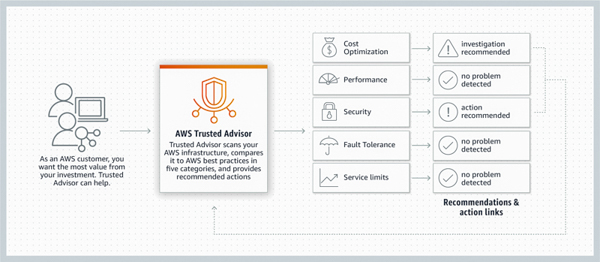 As an AWS customer, you
want the most value from
your investment. Trusted
Advisor can help.
AWS Trusted Advisor
Trusted Advisor scans your
AWS infrastructure, compares
it to AWS best practices in
five categories, and provides
recommended actions
Cost
Optimization
investigation
recommended
Performance
no problem
detected
Security
action
recommended
Fault Tolerance
no problem
detected
Service limits
no problem
detected
Recommendations &
action links